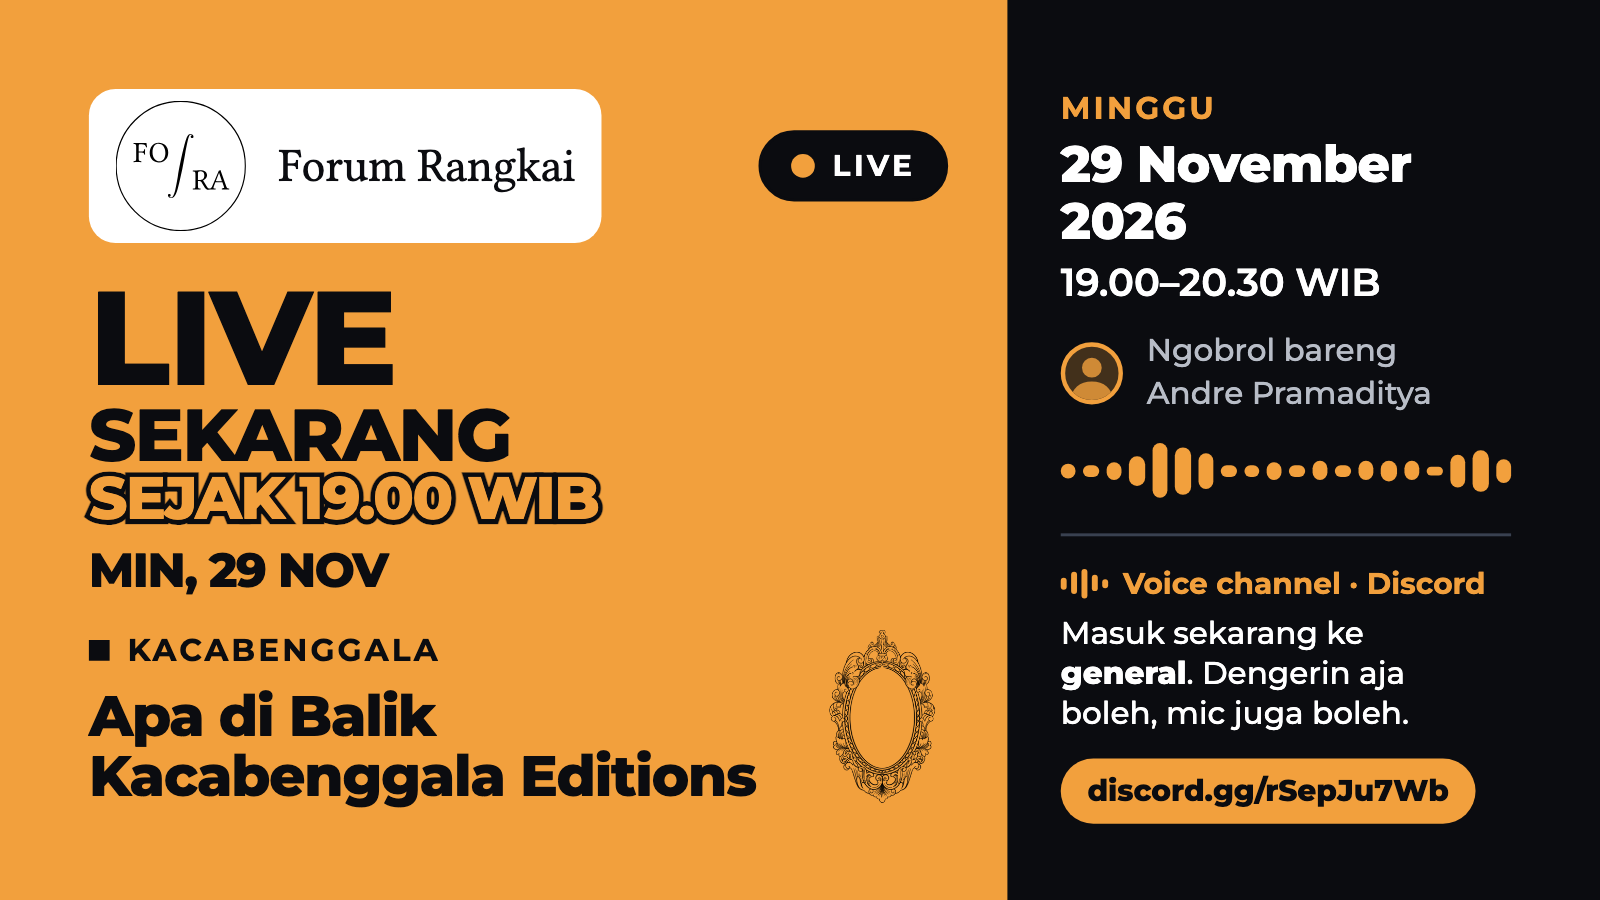 FO
RA
Forum Rangkai
LIVE
LIVE
SEKARANG
SEJAK 19.00 WIB
MIN, 29 NOV
KACABENGGALA
Apa di Balik
Kacabenggala Editions
MINGGU
29 November
2026
19.00–20.30 WIB
Ngobrol bareng
Andre Pramaditya
Voice channel · Discord
Masuk sekarang ke
general. Dengerin aja
boleh, mic juga boleh.
discord.gg/rSepJu7Wb